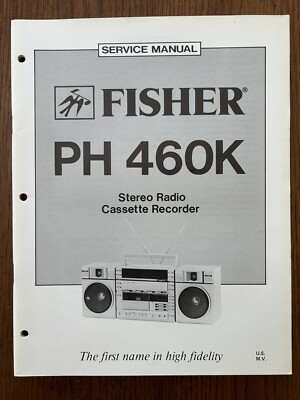 SERVICE MANUAL
FISHER®
PH 460K
Stereo Radio
Cassette Recorder
The first name in high fidelity
U.S.
M.V.